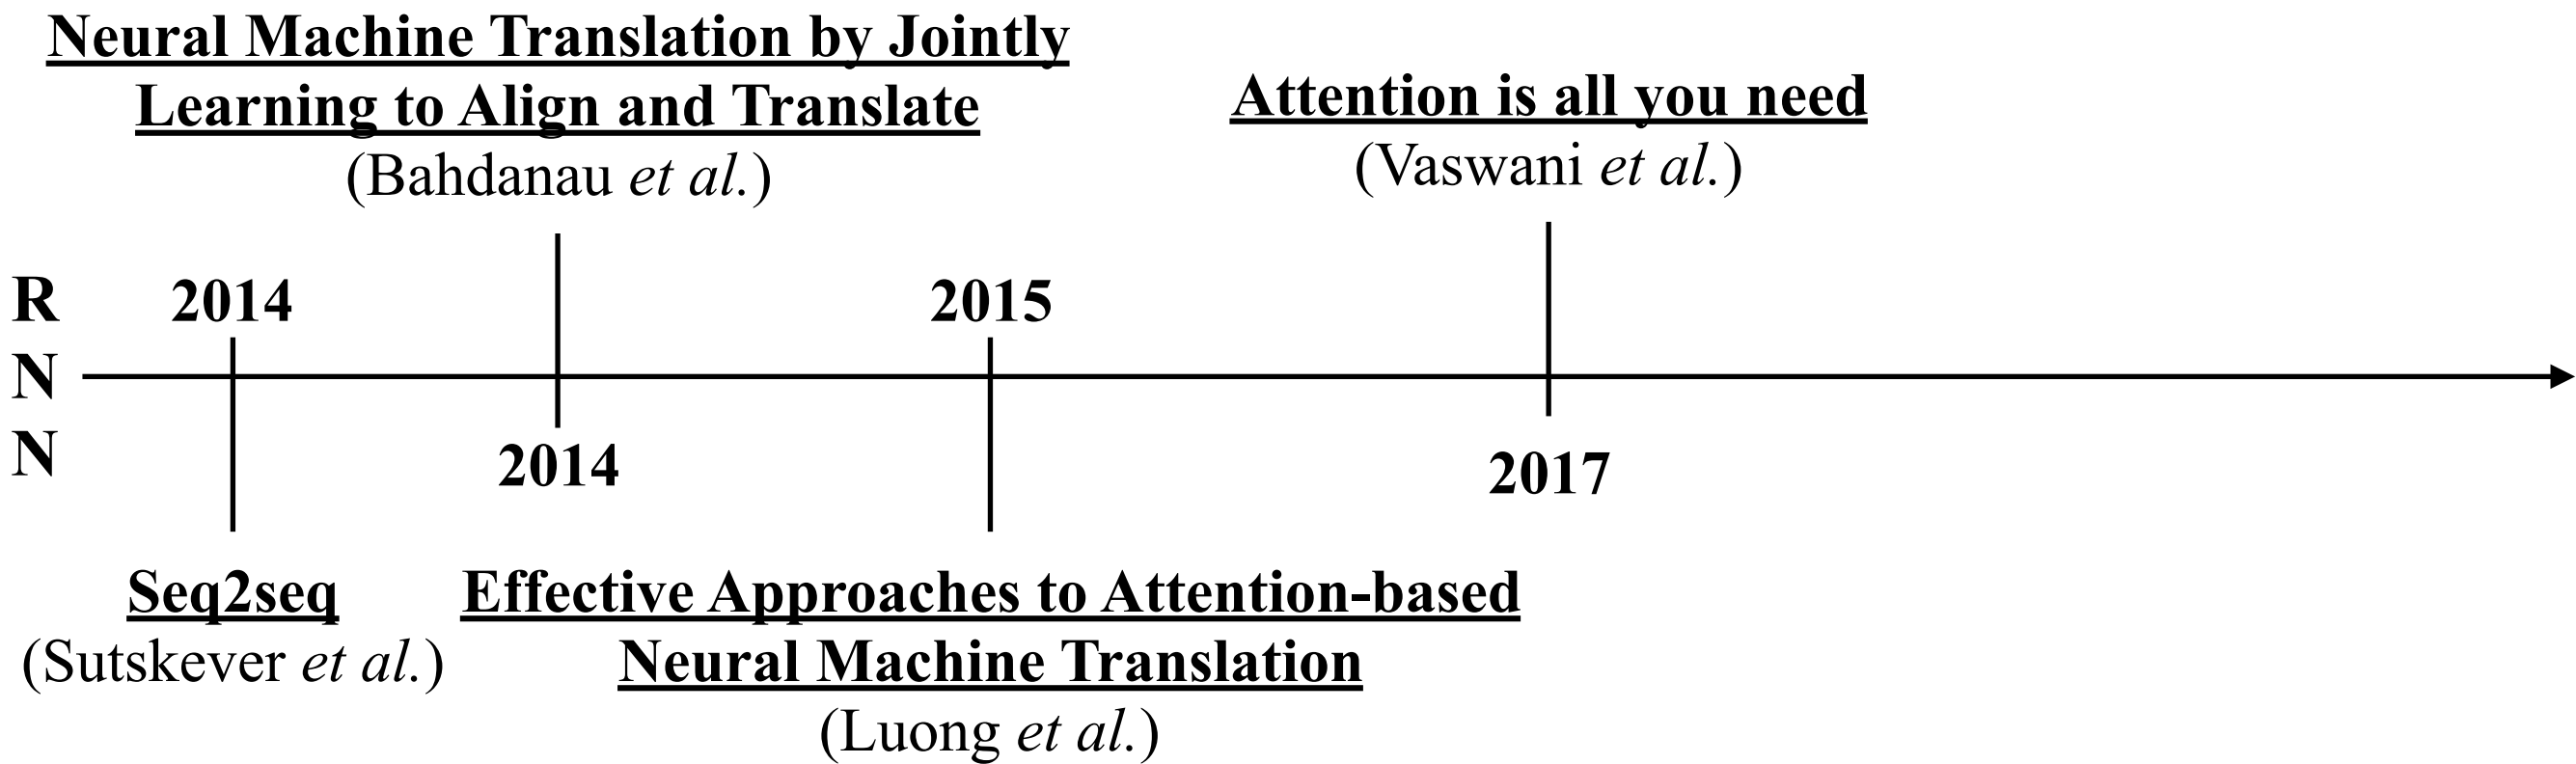 Neural Machine Translation by Jointly
Learning to Align and Translate
(Bahdanau et al.)
Attention is all you need
(Vaswani et al.)
R
N
N
2014
2015
2014
2017
Seq2seq
(Sutskever et al.)
Effective Approaches to Attention-based
Neural Machine Translation
(Luong et al.)